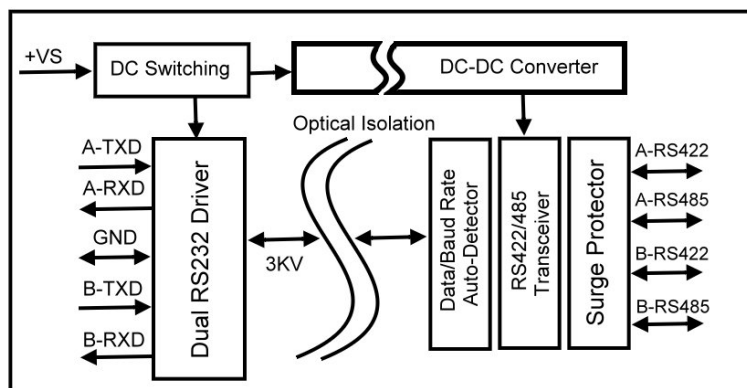 +VS
DC Switching
DC-DC Converter
Optical Isolation
A-TXD
A-RXD
GND
B-TXD
B-RXD
Dual RS232 Driver
3KV
Data/Baud Rate
Auto-Detector
RS422/485
Transceiver
Surge Protector
A-RS422
A-RS485
B-RS422
B-RS485